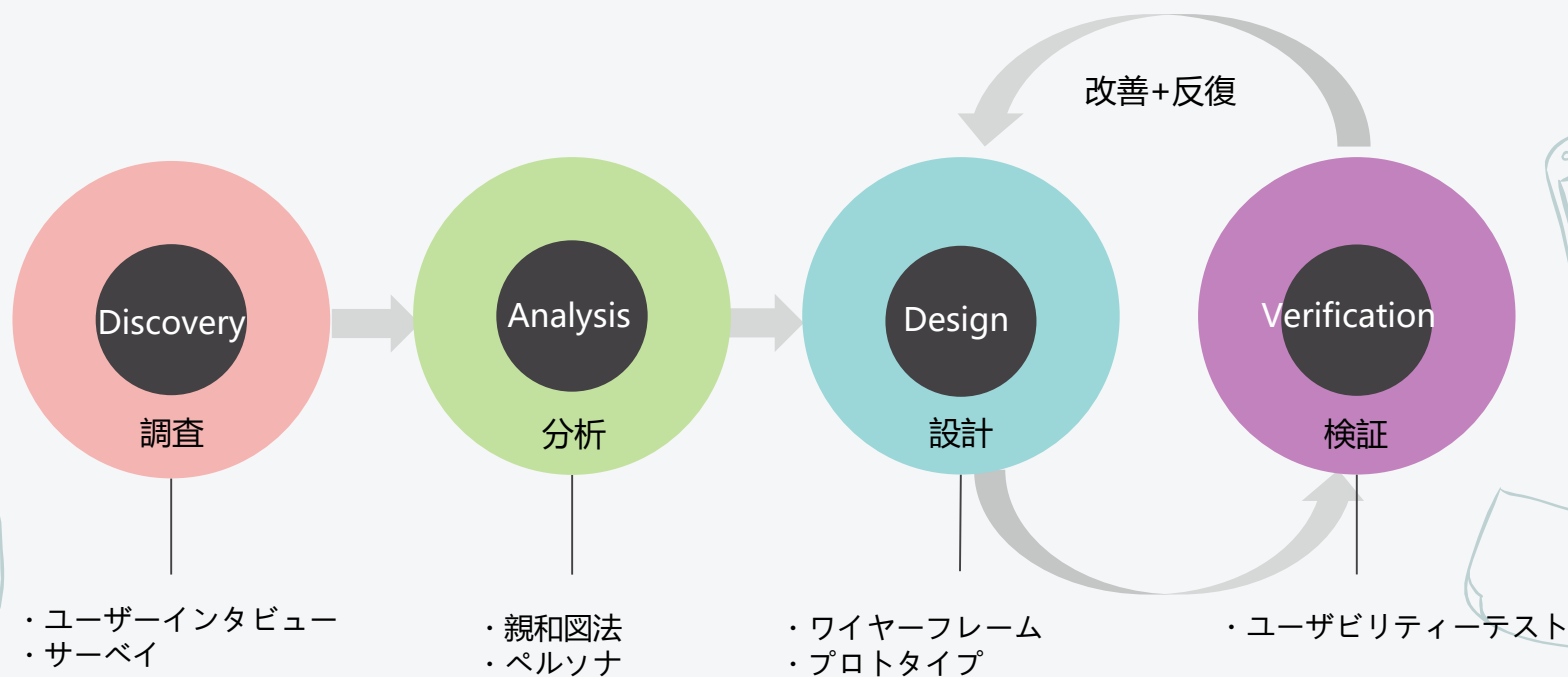 改善+反復
Discovery
調査
Analysis
分析
Design
設計
Verification
検証
・ユーザーインタビュー
・サーベイ
・親和図法
・ペルソナ
・ワイヤーフレーム
・プロトタイプ
・ユーザビリティーテスト